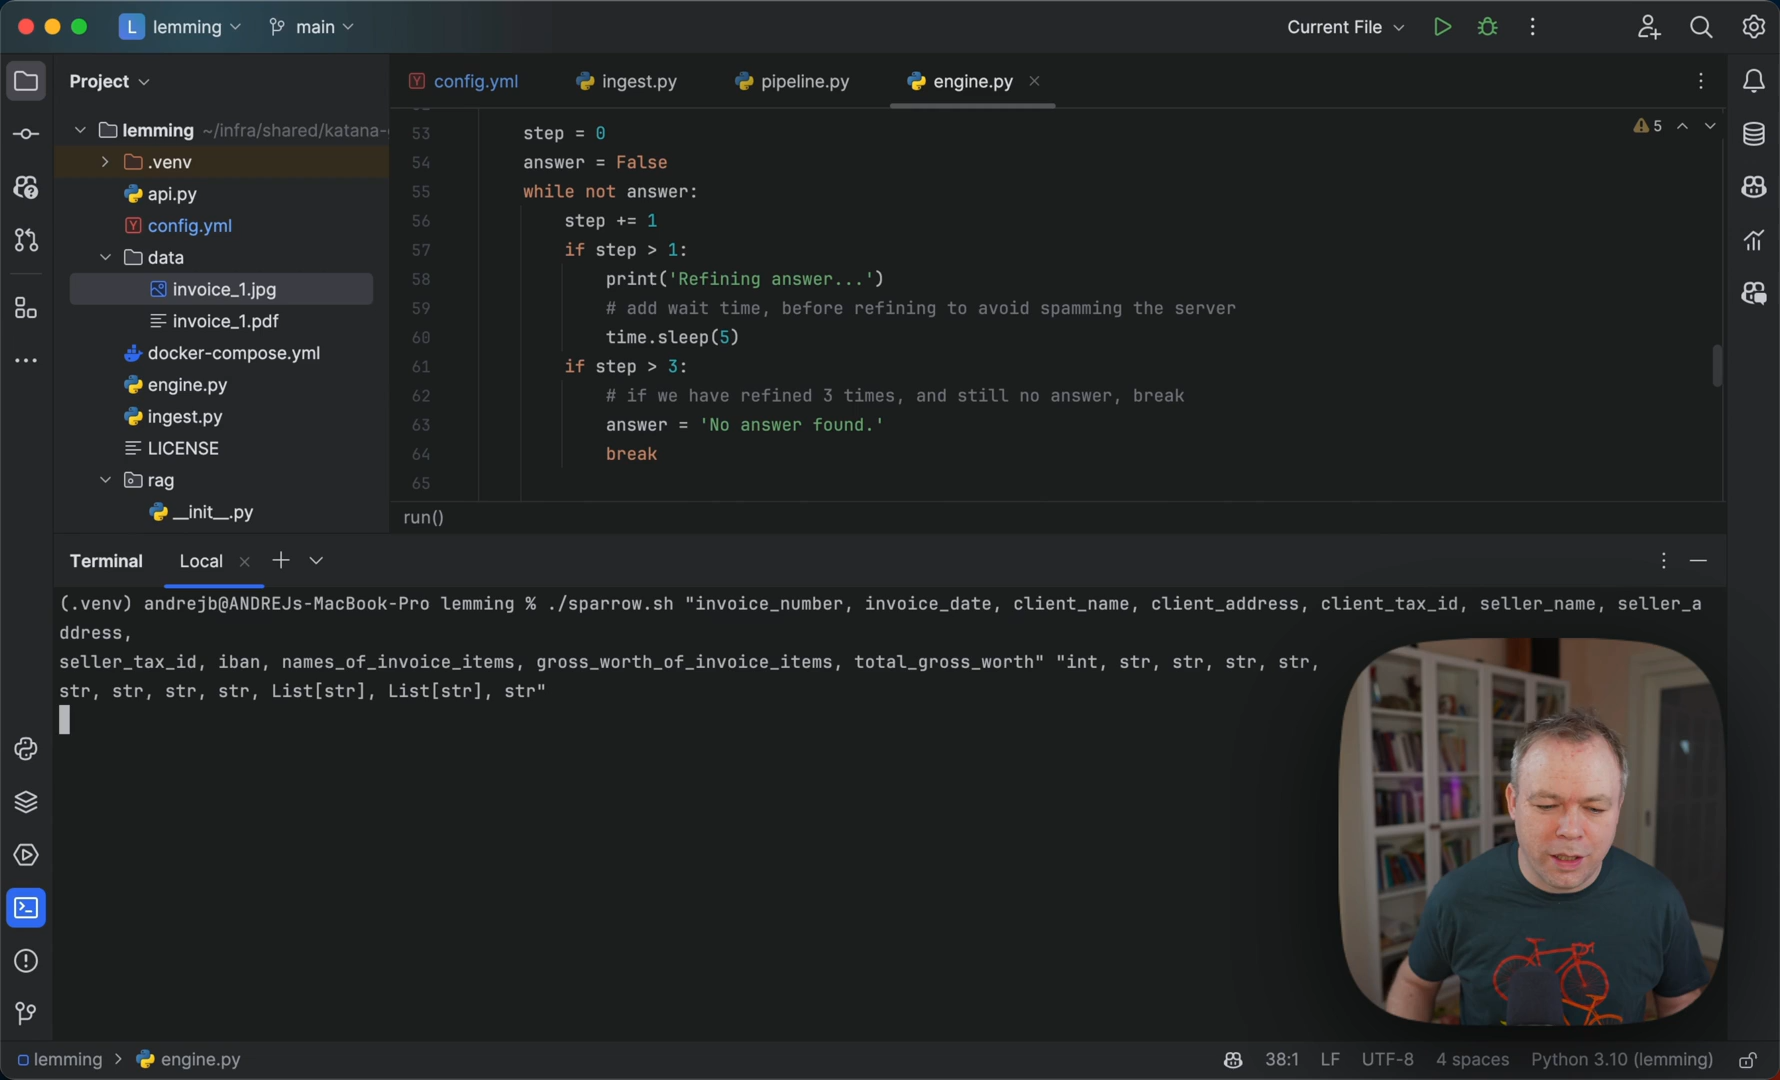 L lemming main Current File
Project
config.yml ingest.py pipeline.py engine.py
lemming ~/infra/shared/katana-
.venv
api.py
config.yml
data
invoice_1.jpg
invoice_1.pdf
docker-compose.yml
engine.py
ingest.py
LICENSE
rag
__init__.py
5
53 step = 0
54 answer = False
55 while not answer:
56 step += 1
57 if step > 1:
58 print('Refining answer...')
59 # add wait time, before refining to avoid spamming the server
60 time.sleep(5)
61 if step > 3:
62 # if we have refined 3 times, and still no answer, break
63 answer = 'No answer found.'
64 break
65
run()
Terminal Local
(.venv) andrejb@ANDREJs-MacBook-Pro lemming % ./sparrow.sh "invoice_number, invoice_date, client_name, client_address, client_tax_id, seller_name, seller_a
ddress,
seller_tax_id, iban, names_of_invoice_items, gross_worth_of_invoice_items, total_gross_worth" "int, str, str, str, str,
str, str, str, str, List[str], List[str], str"
lemming > engine.py 38:1 LF UTF-8 4 spaces Python 3.10 (lemming)